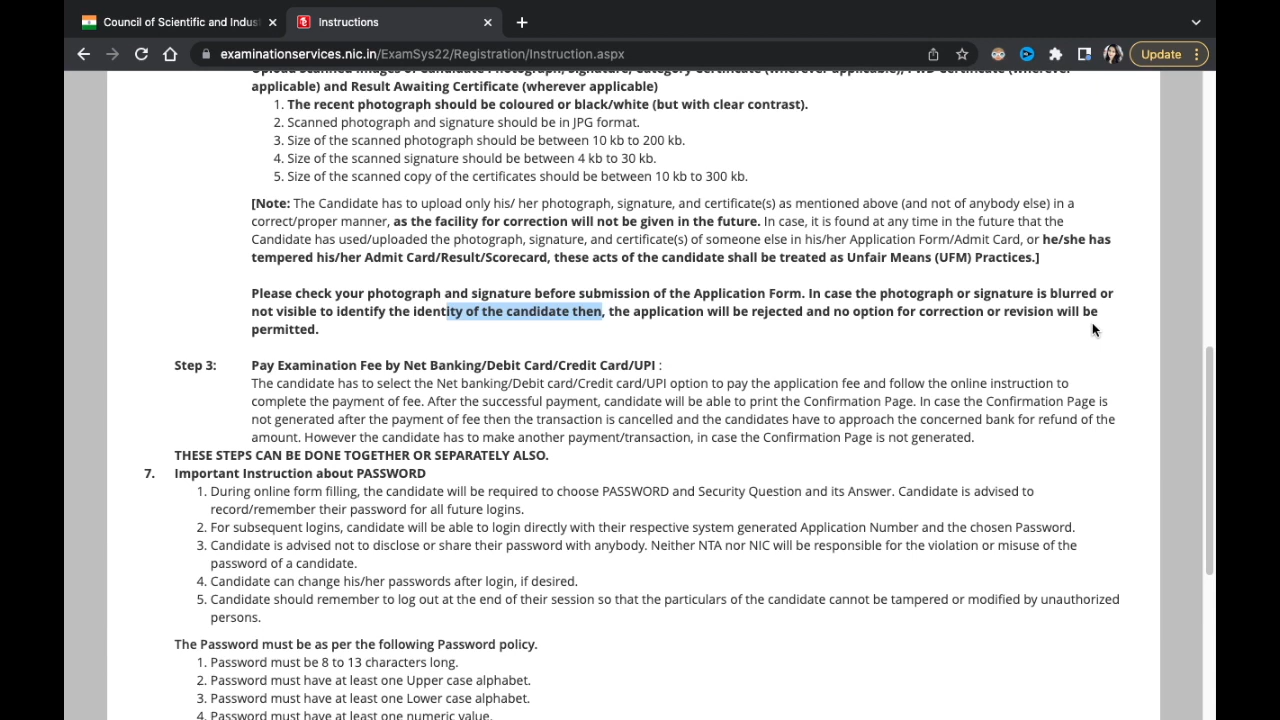 Council of Scientific and Indus
Instructions
examinationservices.nic.in/ExamSys22/Registration/Instruction.aspx
Update
Upload Scanned Images of Candidate Photograph, Signature, Category Certificate (wherever applicable), PwD Certificate (wherever
applicable) and Result Awaiting Certificate (wherever applicable)
1. The recent photograph should be coloured or black/white (but with clear contrast).
2. Scanned photograph and signature should be in JPG format.
3. Size of the scanned photograph should be between 10 kb to 200 kb.
4. Size of the scanned signature should be between 4 kb to 30 kb.
5. Size of the scanned copy of the certificates should be between 10 kb to 300 kb.
[Note: The Candidate has to upload only his/ her photograph, signature, and certificate(s) as mentioned above (and not of anybody else) in a
correct/proper manner, as the facility for correction will not be given in the future. In case, it is found at any time in the future that the
Candidate has used/uploaded the photograph, signature, and certificate(s) of someone else in his/her Application Form/Admit Card, or he/she has
tempered his/her Admit Card/Result/Scorecard, these acts of the candidate shall be treated as Unfair Means (UFM) Practices.]
Please check your photograph and signature before submission of the Application Form. In case the photograph or signature is blurred or
not visible to identify the identity of the candidate then, the application will be rejected and no option for correction or revision will be
permitted.
Step 3: Pay Examination Fee by Net Banking/Debit Card/Credit Card/UPI :
The candidate has to select the Net banking/Debit card/Credit card/UPI option to pay the application fee and follow the online instruction to
complete the payment of fee. After the successful payment, candidate will be able to print the Confirmation Page. In case the Confirmation Page is
not generated after the payment of fee then the transaction is cancelled and the candidates have to approach the concerned bank for refund of the
amount. However the candidate has to make another payment/transaction, in case the Confirmation Page is not generated.
THESE STEPS CAN BE DONE TOGETHER OR SEPARATELY ALSO.
7. Important Instruction about PASSWORD
1. During online form filling, the candidate will be required to choose PASSWORD and Security Question and its Answer. Candidate is advised to
record/remember their password for all future logins.
2. For subsequent logins, candidate will be able to login directly with their respective system generated Application Number and the chosen Password.
3. Candidate is advised not to disclose or share their password with anybody. Neither NTA nor NIC will be responsible for the violation or misuse of the
password of a candidate.
4. Candidate can change his/her passwords after login, if desired.
5. Candidate should remember to log out at the end of their session so that the particulars of the candidate cannot be tampered or modified by unauthorized
persons.
The Password must be as per the following Password policy.
1. Password must be 8 to 13 characters long.
2. Password must have at least one Upper case alphabet.
3. Password must have at least one Lower case alphabet.
4. Password must have at least one numeric value.